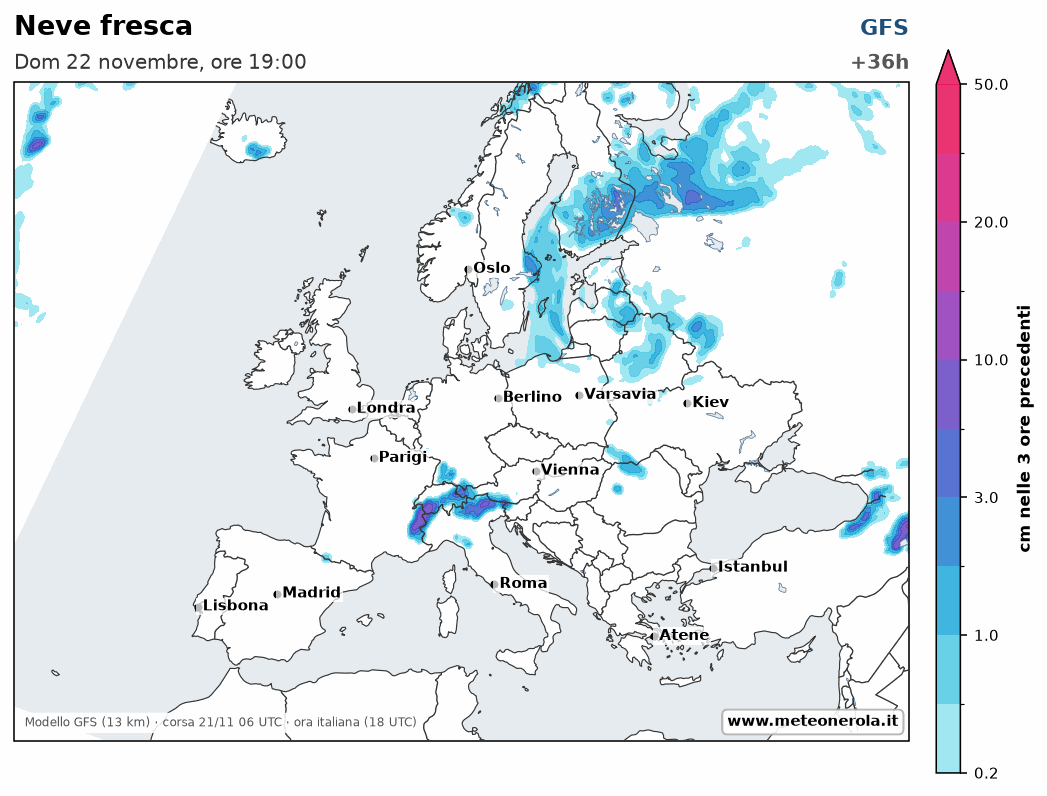 Neve fresca
GFS
Dom 22 novembre, ore 19:00
+36h
50.0
20.0
10.0
3.0
1.0
0.2
cm nelle 3 ore precedenti
Oslo
Berlino
Varsavia
Kiev
Londra
Parigi
Vienna
Istanbul
Roma
Madrid
Lisbona
Atene
Modello GFS (13 km) · corsa 21/11 06 UTC · ora italiana (18 UTC)
www.meteonerola.it